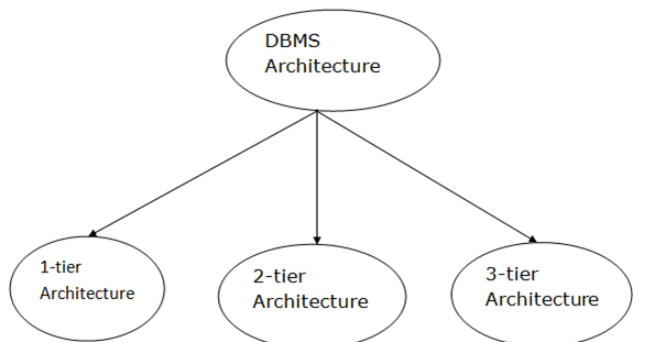 DBMS
Architecture
1-tier
Architecture
2-tier
Architecture
3-tier
Architecture